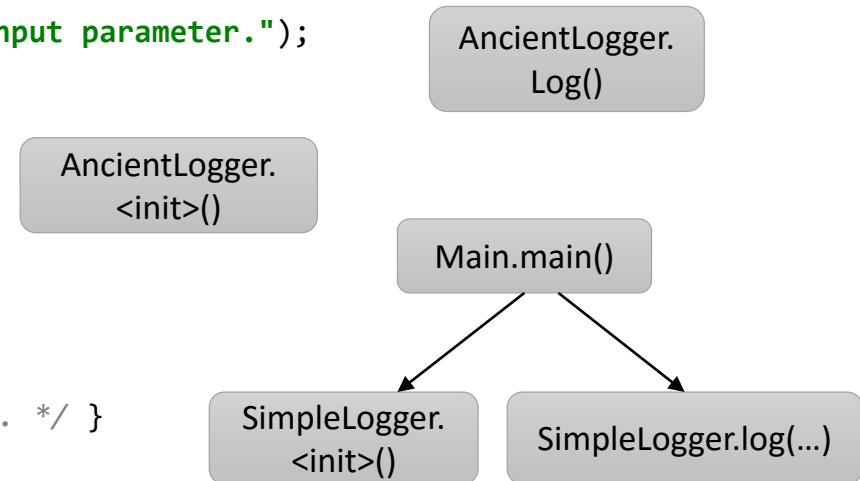 nput parameter.");
AncientLogger.
Log()
AncientLogger.
<init>()
Main.main()
. */ }
SimpleLogger.
<init>()
SimpleLogger.log(…)